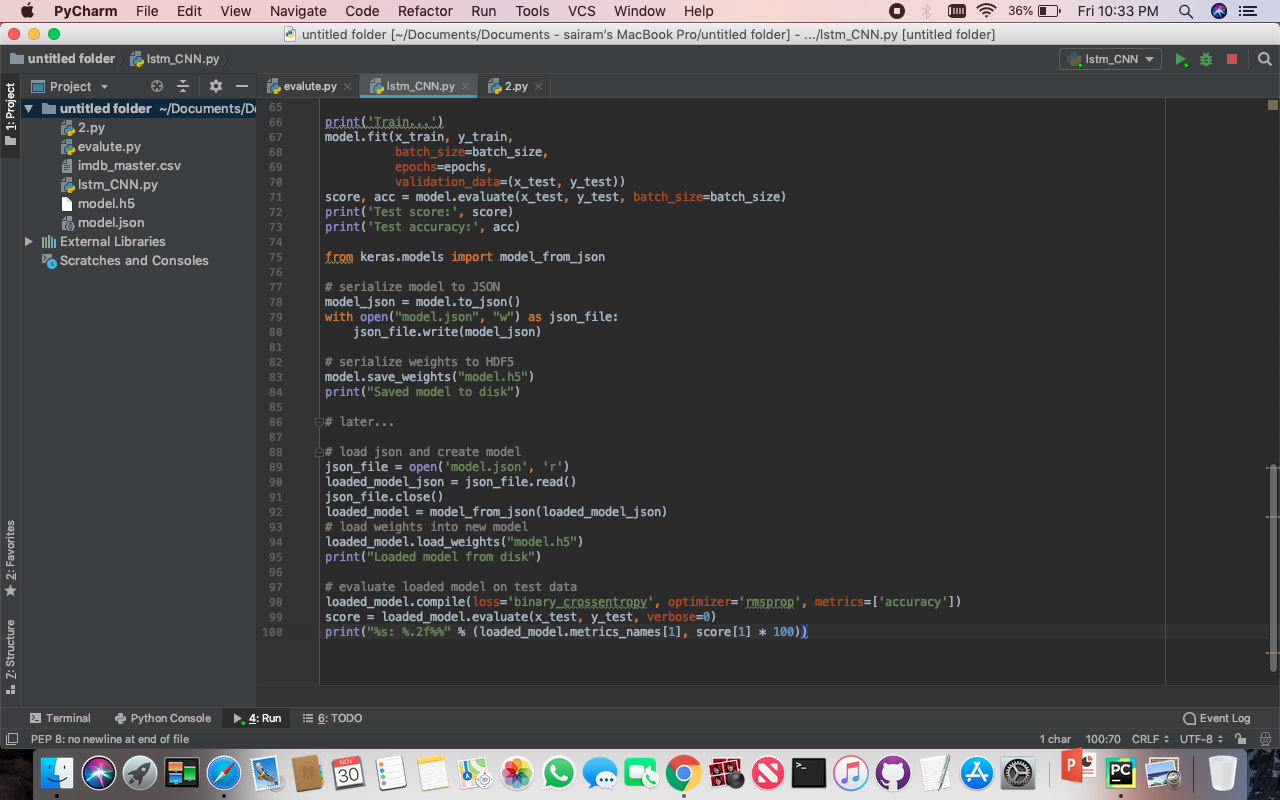 PyCharm File Edit View Navigate Code Refactor Run Tools VCS Window Help 36% Fri 10:33 PM
untitled folder [~/Documents/Documents - sairam's MacBook Pro/untitled folder] - .../lstm_CNN.py [untitled folder]
untitled folder lstm_CNN.py lstm_CNN
Project evalute.py lstm_CNN.py 2.py
1: Project
untitled folder ~/Documents/Do
2.py
evalute.py
imdb_master.csv
lstm_CNN.py
model.h5
model.json
External Libraries
Scratches and Consoles
65
66 print('Train...')
67 model.fit(x_train, y_train,
68 batch_size=batch_size,
69 epochs=epochs,
70 validation_data=(x_test, y_test))
71 score, acc = model.evaluate(x_test, y_test, batch_size=batch_size)
72 print('Test score:', score)
73 print('Test accuracy:', acc)
74
75 from keras.models import model_from_json
76
77 # serialize model to JSON
78 model_json = model.to_json()
79 with open("model.json", "w") as json_file:
80 json_file.write(model_json)
81
82 # serialize weights to HDF5
83 model.save_weights("model.h5")
84 print("Saved model to disk")
85
86 # later...
87
88 # load json and create model
89 json_file = open('model.json', 'r')
90 loaded_model_json = json_file.read()
91 json_file.close()
92 loaded_model = model_from_json(loaded_model_json)
93 # load weights into new model
94 loaded_model.load_weights("model.h5")
95 print("Loaded model from disk")
96
97 # evaluate loaded model on test data
98 loaded_model.compile(loss='binary_crossentropy', optimizer='rmsprop', metrics=['accuracy'])
99 score = loaded_model.evaluate(x_test, y_test, verbose=0)
100 print("%s: %.2f%%" % (loaded_model.metrics_names[1], score[1] * 100))
2: Favorites
7: Structure
Terminal Python Console 4: Run 6: TODO Event Log
PEP 8: no newline at end of file 1 char 100:70 CRLF UTF-8
NOV
30
P
PC